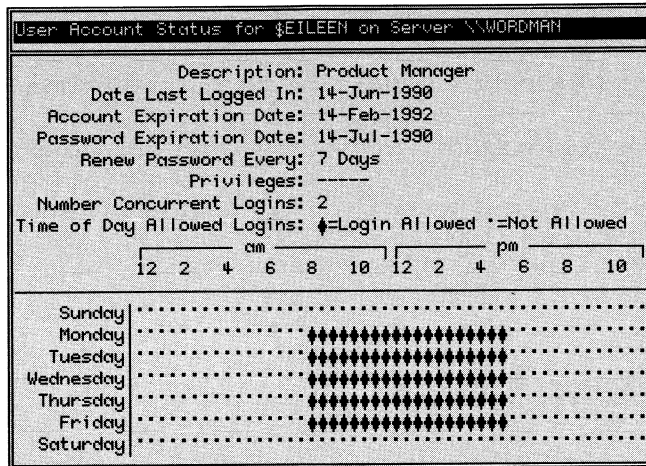 User Account Status for $EILEEN on Server \\WORDMAN
Description: Product Manager
Date Last Logged In: 14-Jun-1990
Account Expiration Date: 14-Feb-1992
Password Expiration Date: 14-Jul-1990
Renew Password Every: 7 Days
Privileges: -----
Number Concurrent Logins: 2
Time of Day Allowed Logins: ♦=Login Allowed ·=Not Allowed
am pm
12 2 4 6 8 10 12 2 4 6 8 10
Sunday
Monday
Tuesday
Wednesday
Thursday
Friday
Saturday